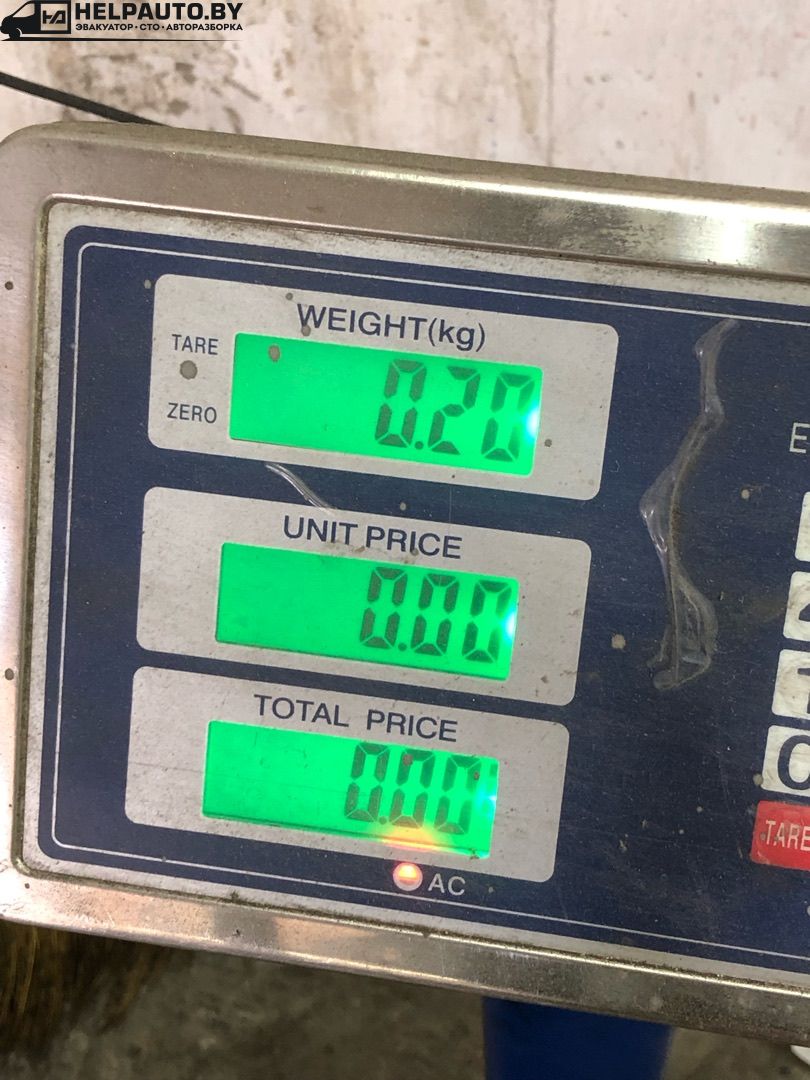 HELPAUTO.BY
ЭВАКУАТОР • СТО • АВТОРАЗБОРКА
WEIGHT(kg)
TARE
0.20
ZERO
UNIT PRICE
0.00
TOTAL PRICE
0.00
0
TARE
AC